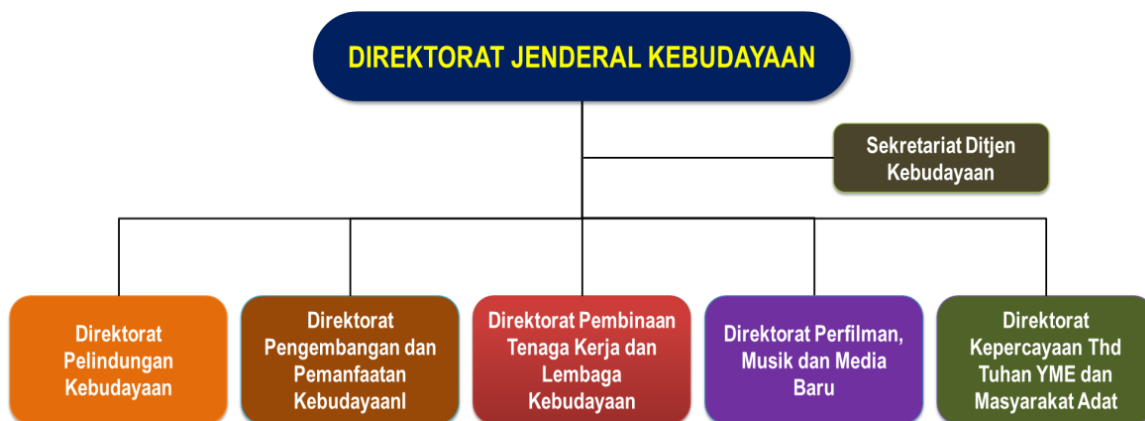 DIREKTORAT JENDERAL KEBUDAYAAN
Sekretariat Ditjen
Kebudayaan
Direktorat
Pelindungan
Kebudayaan
Direktorat
Pengembangan dan
Pemanfaatan
KebudayaanI
Direktorat Pembinaan
Tenaga Kerja dan
Lembaga
Kebudayaan
Direktorat Perfilman,
Musik dan Media
Baru
Direktorat
Kepercayaan Thd
Tuhan YME dan
Masyarakat Adat